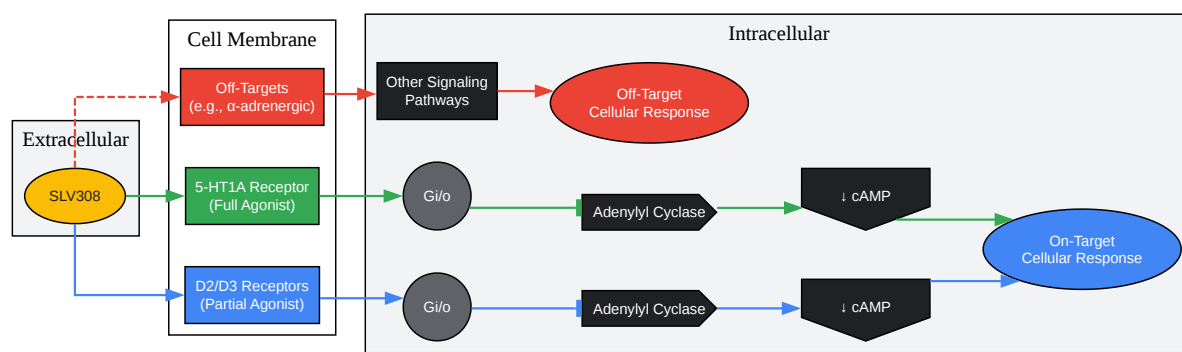 Extracellular
SLV308
Cell Membrane
Off-Targets
(e.g., α-adrenergic)
5-HT1A Receptor
(Full Agonist)
D2/D3 Receptors
(Partial Agonist)
Intracellular
Other Signaling
Pathways
Off-Target
Cellular Response
Gi/o
Adenylyl Cyclase
↓ cAMP
Gi/o
Adenylyl Cyclase
↓ cAMP
On-Target
Cellular Response